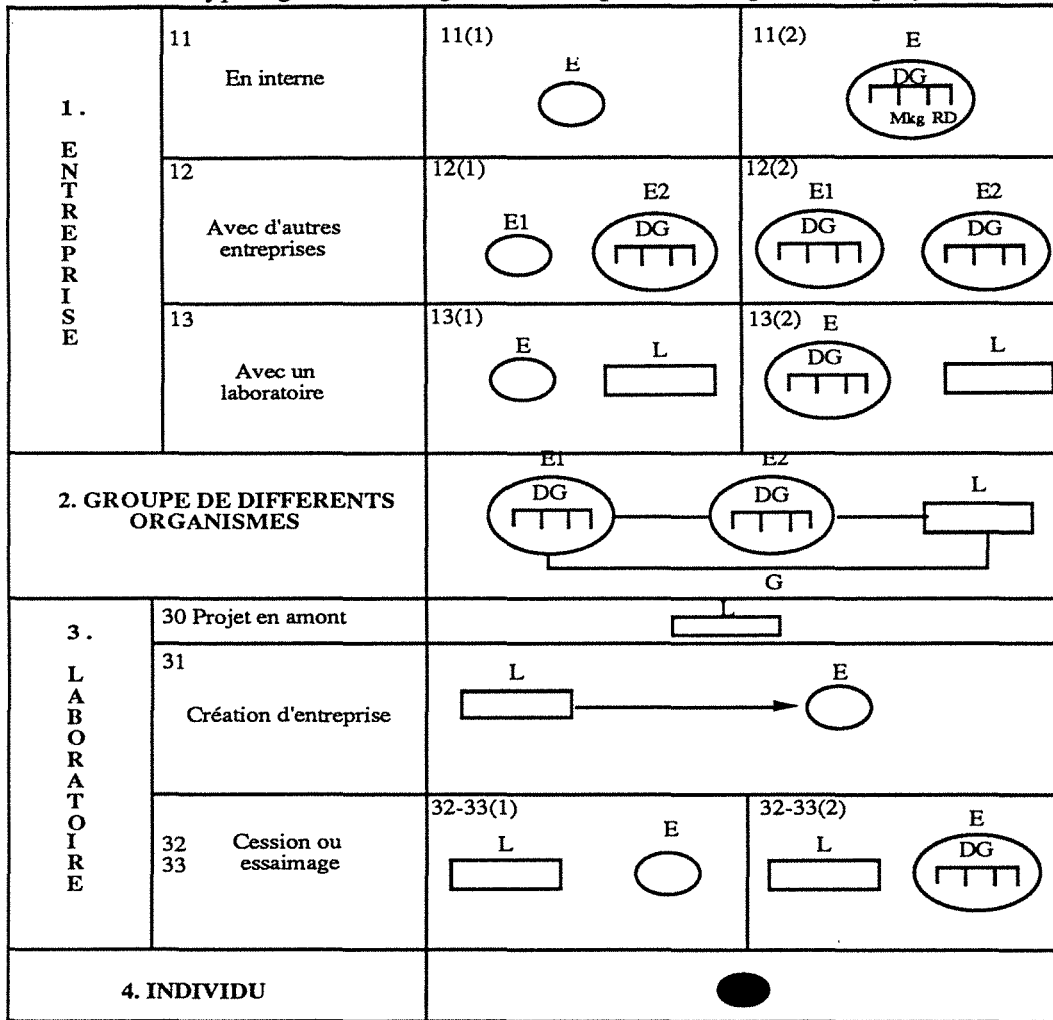 11
En interne
11(1)
E
11(2)
E
DG
Mkg RD
1. ENTREPRISE
12
Avec d'autres
entreprises
12(1)
E1
E2
DG
12(2)
E1
DG
E2
DG
13
Avec un
laboratoire
13(1)
E
L
13(2)
E
DG
L
2. GROUPE DE DIFFERENTS
ORGANISMES
E1
DG
E2
DG
L
G
3. LABORATOIRE
30 Projet en amont
L
31
Création d'entreprise
L
E
32
33
Cession ou
essaimage
32-33(1)
L
E
32-33(2)
L
E
DG
4. INDIVIDU